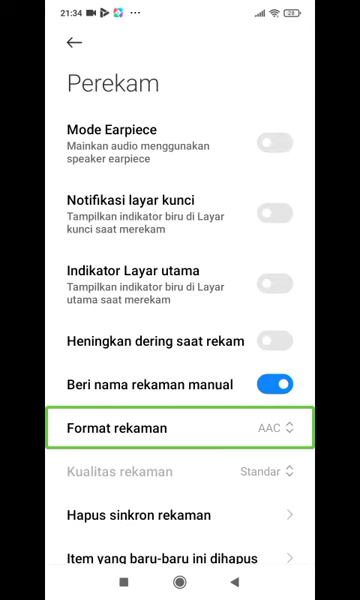 21:34
28
Perekam
Mode Earpiece
Mainkan audio menggunakan
speaker earpiece
Notifikasi layar kunci
Tampilkan indikator biru di Layar
kunci saat merekam
Indikator Layar utama
Tampilkan indikator biru di Layar
utama saat merekam
Heningkan dering saat rekam
Beri nama rekaman manual
Format rekaman AAC
Kualitas rekaman Standar
Hapus sinkron rekaman
Item yang baru-baru ini dihapus